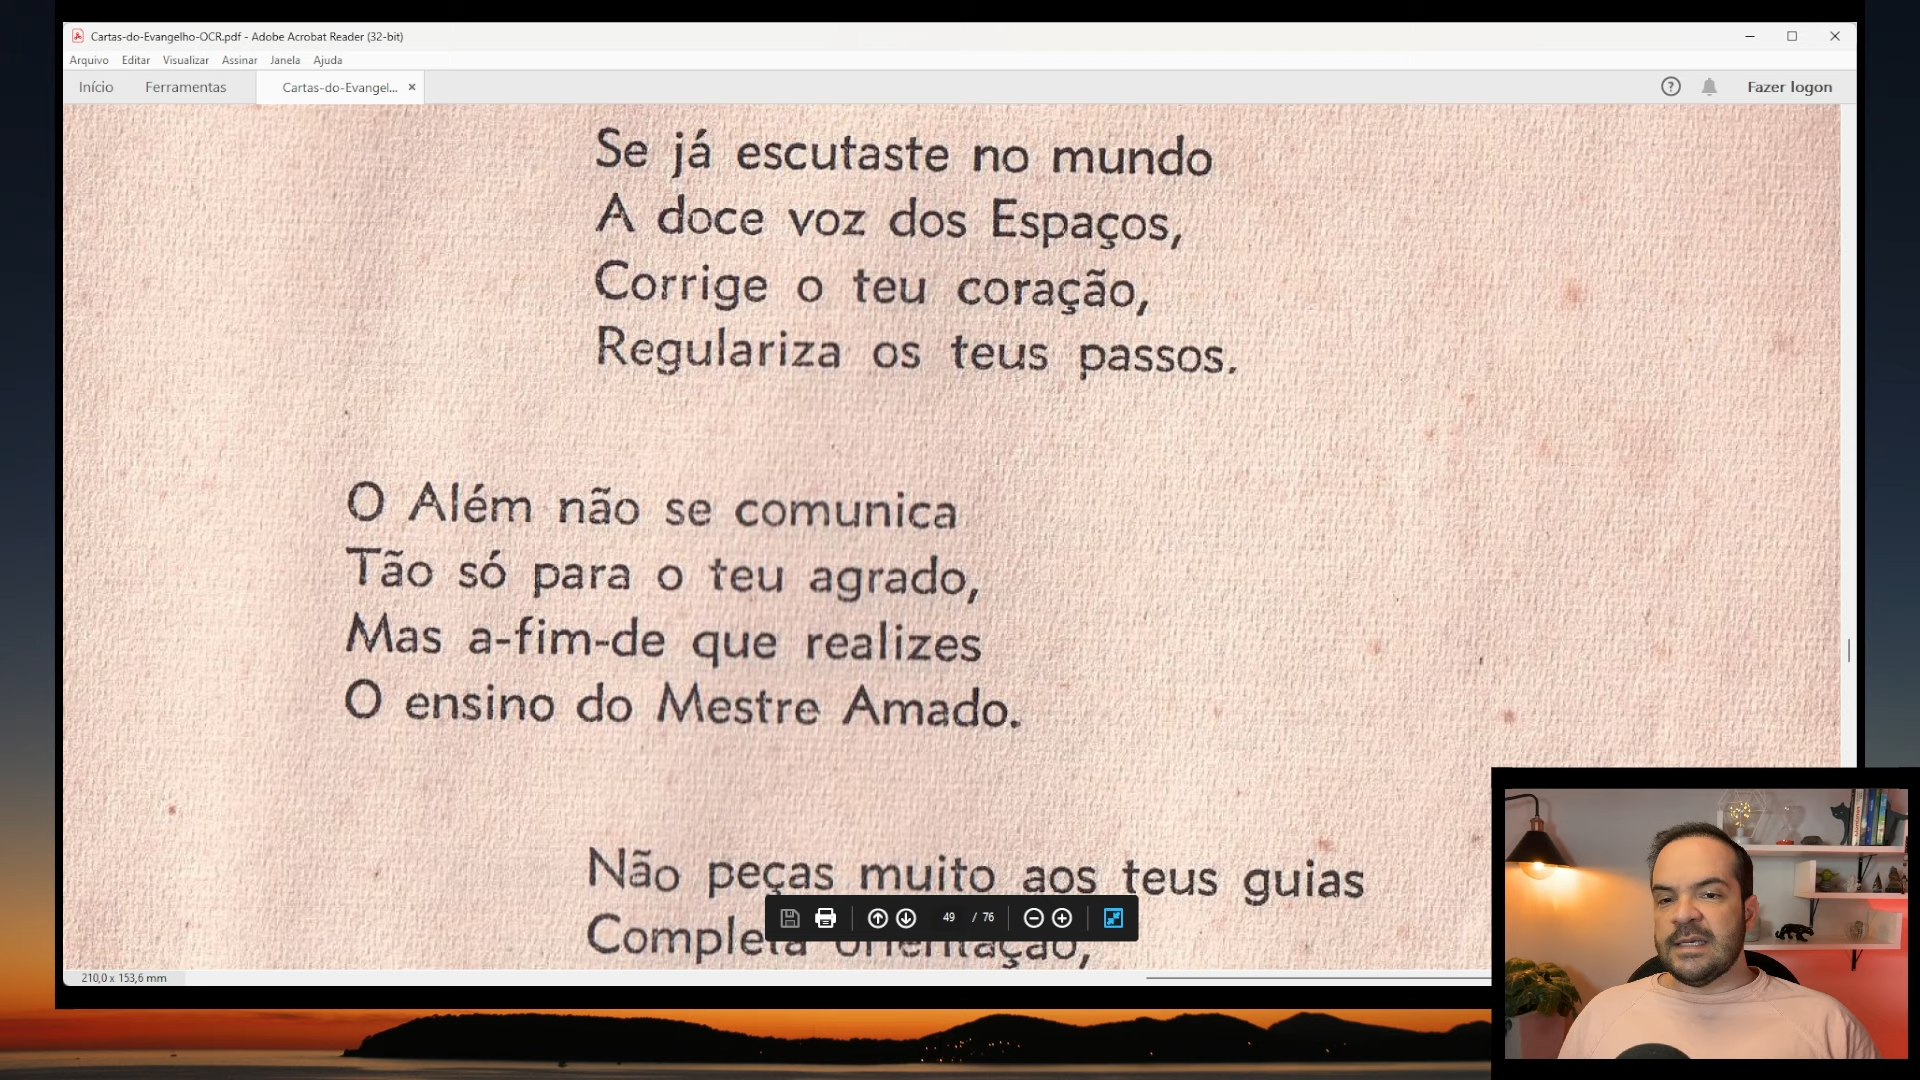 Cartas-do-Evangelho-OCR.pdf - Adobe Acrobat Reader (32-bit)
Arquivo Editar Visualizar Assinar Janela Ajuda
Início Ferramentas Cartas-do-Evangel... × Fazer logon
Se já escutaste no mundo
A doce voz dos Espaços,
Corrige o teu coração,
Regulariza os teus passos.
O Além não se comunica
Tão só para o teu agrado,
Mas a-fim-de que realizes
O ensino do Mestre Amado.
Não peças muito aos teus guias
Completa orientação,
49 / 76
210,0 x 153,6 mm